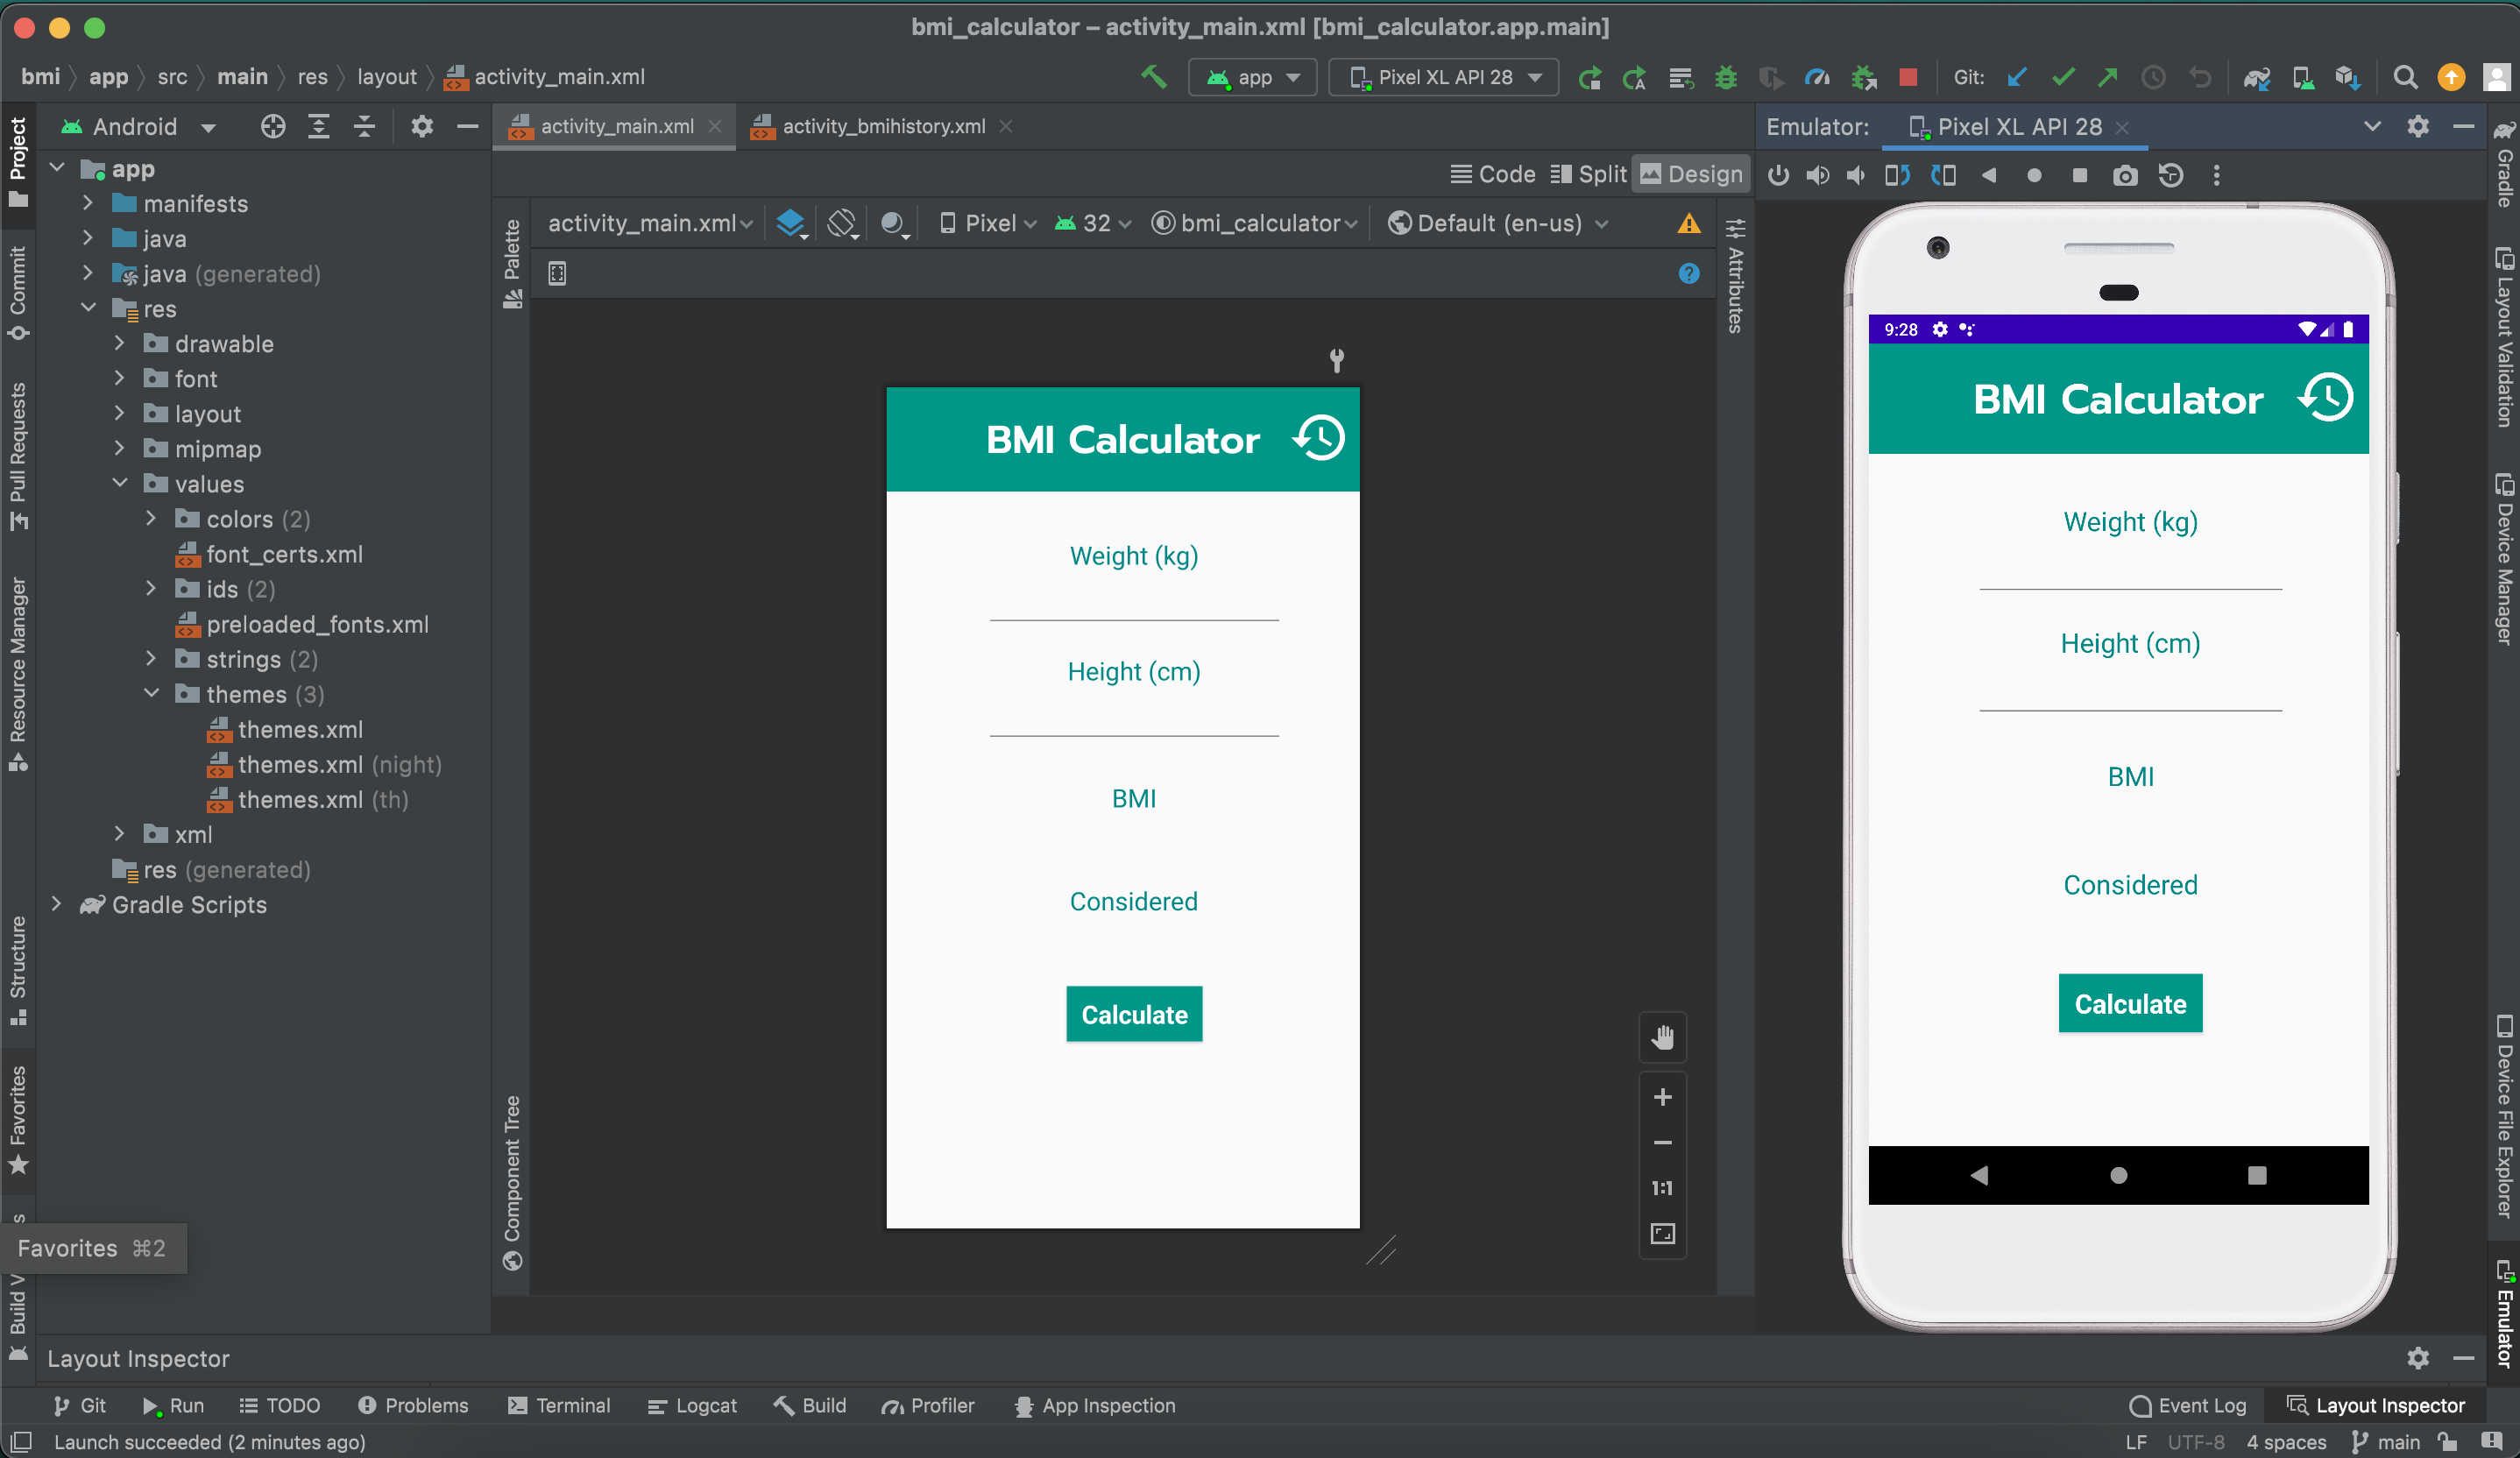 bmi_calculator – activity_main.xml [bmi_calculator.app.main]
bmi app src main res layout activity_main.xml
app Pixel XL API 28 Git:
Project
Commit
Pull Requests
Resource Manager
Structure
Favorites
Android
app
manifests
java
java (generated)
res
drawable
font
layout
mipmap
values
colors (2)
font_certs.xml
ids (2)
preloaded_fonts.xml
strings (2)
themes (3)
themes.xml
themes.xml (night)
themes.xml (th)
xml
res (generated)
Gradle Scripts
Favorites ⌘2
s
Build V
activity_main.xml activity_bmihistory.xml
Code Split Design
activity_main.xml Pixel 32 bmi_calculator Default (en-us)
Palette
Component Tree
Attributes
BMI Calculator
Weight (kg)
Height (cm)
BMI
Considered
Calculate
1:1
Emulator: Pixel XL API 28
9:28
BMI Calculator
Weight (kg)
Height (cm)
BMI
Considered
Calculate
Gradle
Layout Validation
Device Manager
Device File Explorer
Emulator
Layout Inspector
Git Run TODO Problems Terminal Logcat Build Profiler App Inspection Event Log Layout Inspector
Launch succeeded (2 minutes ago) LF UTF-8 4 spaces main